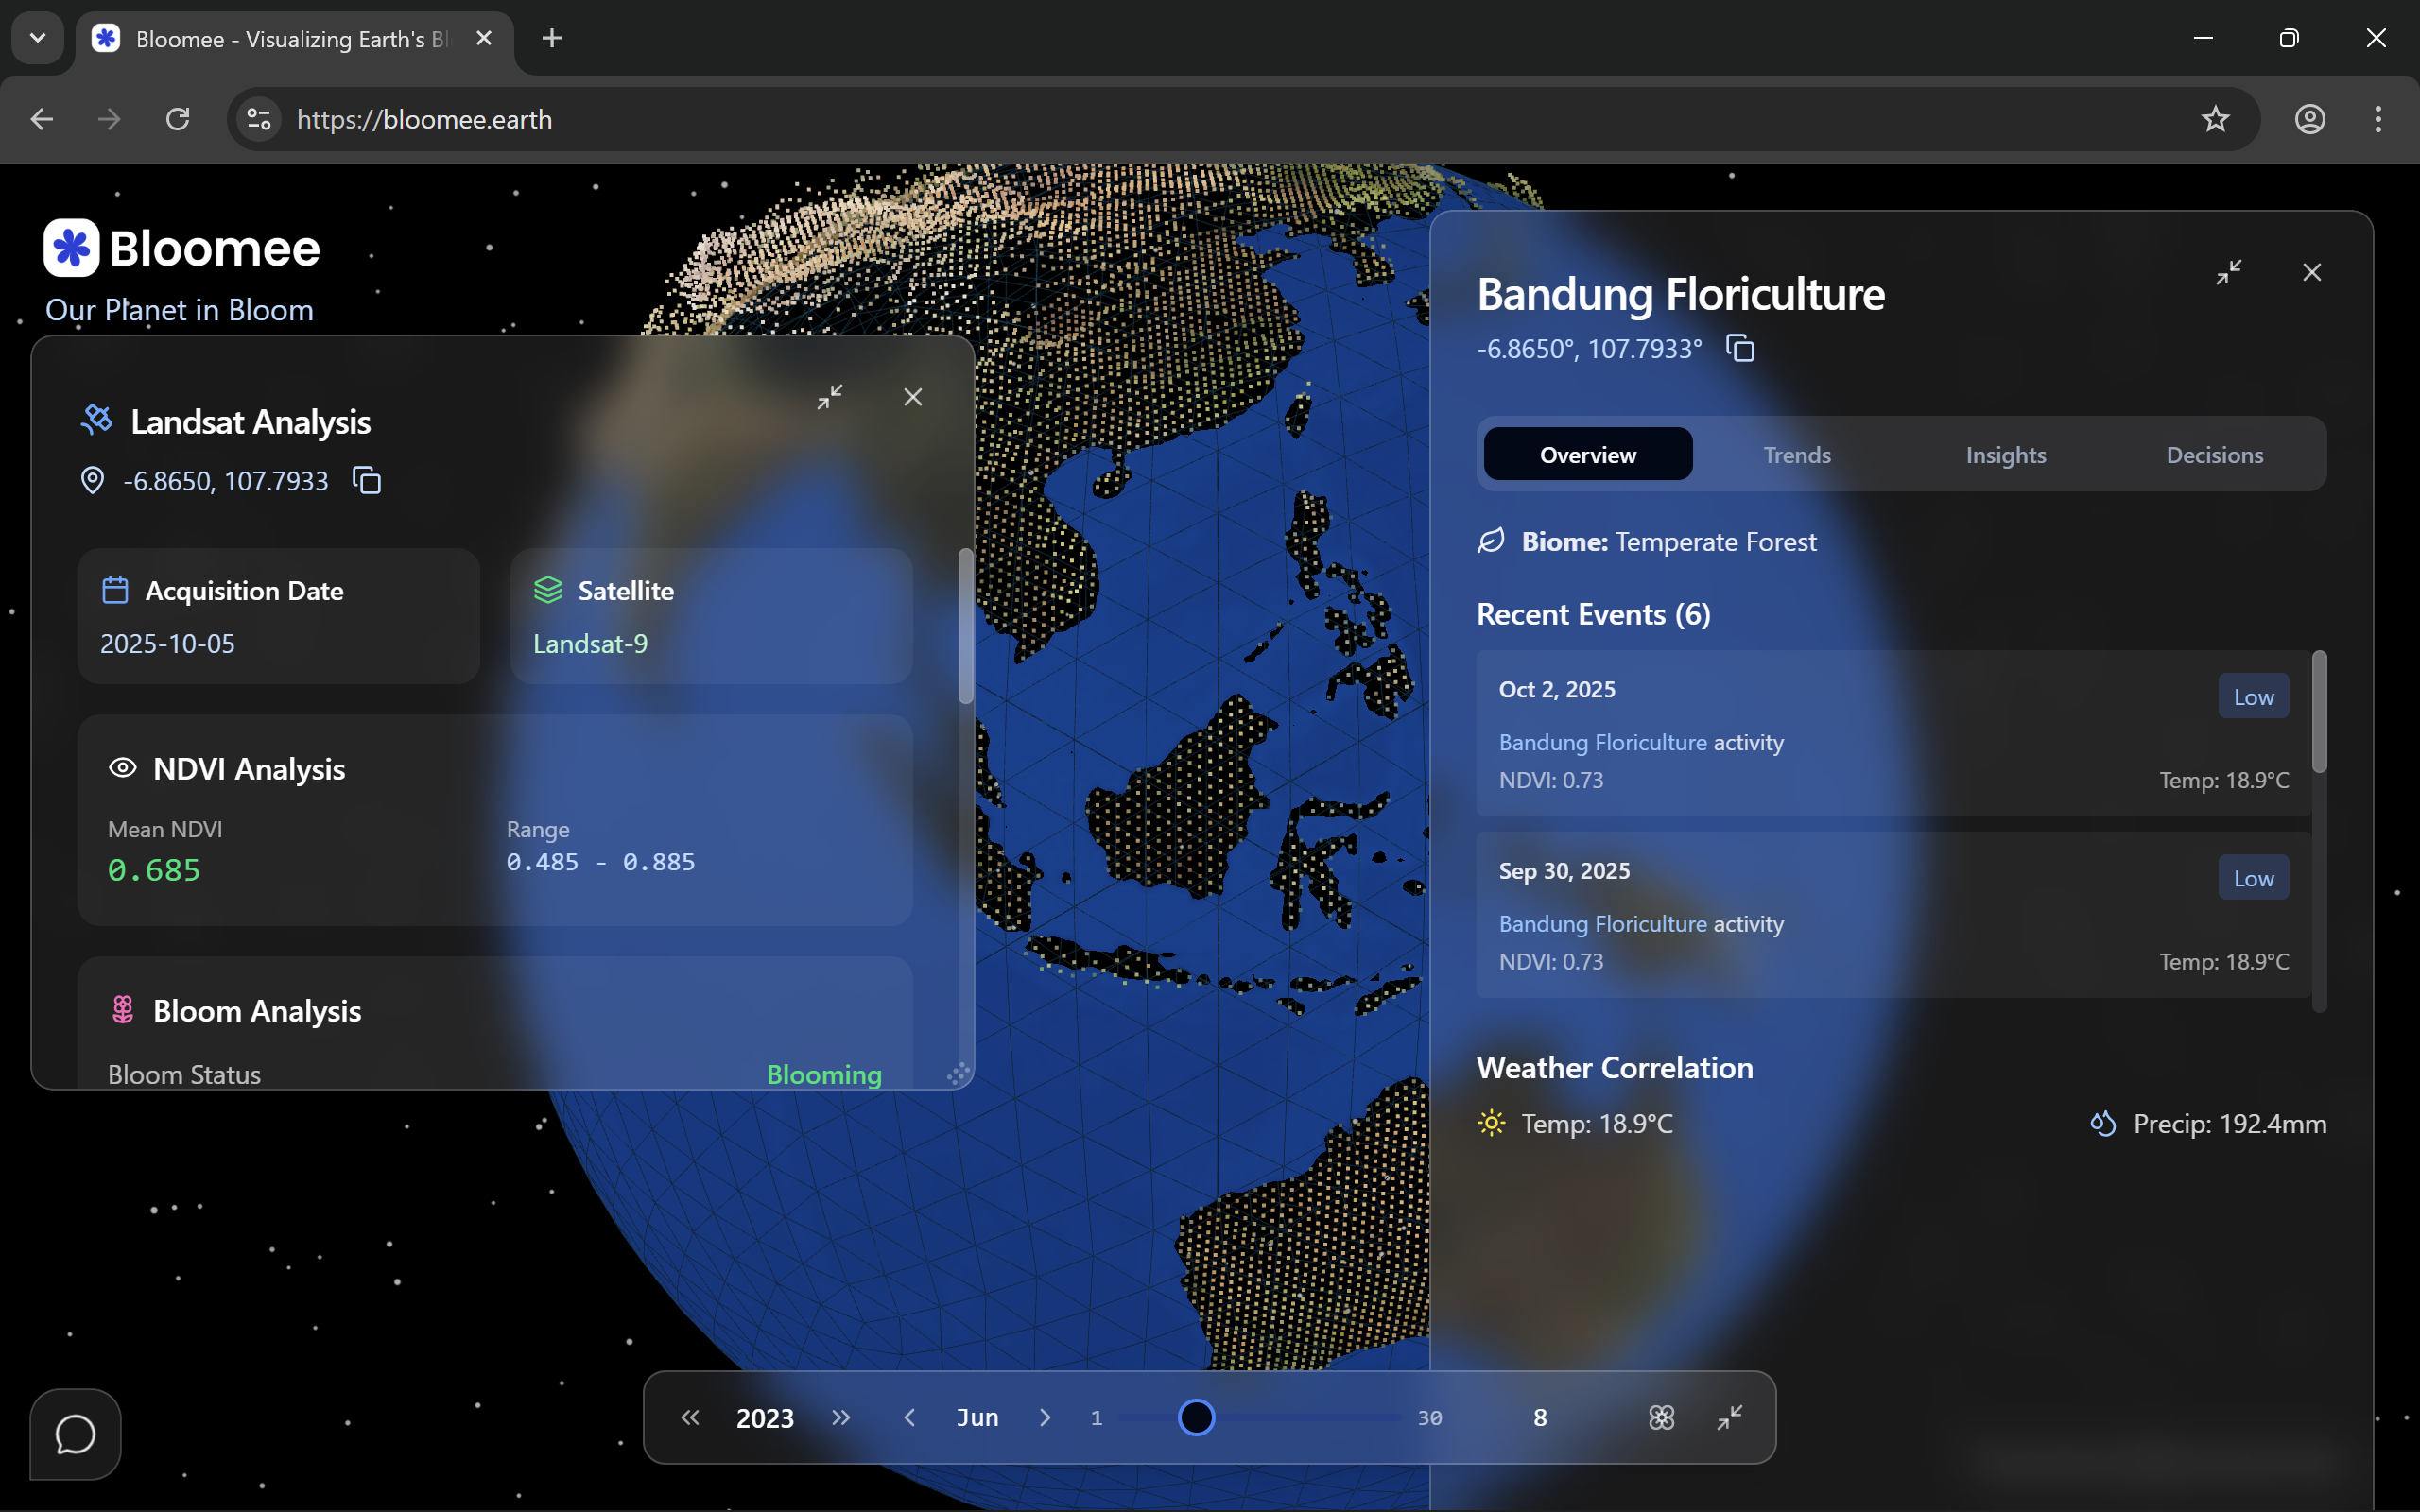 Bloomee - Visualizing Earth's
https://bloomee.earth
Bloomee
Our Planet in Bloom
Landsat Analysis
-6.8650, 107.7933
Acquisition Date
2025-10-05
Satellite
Landsat-9
NDVI Analysis
Mean NDVI
0.685
Range
0.485 - 0.885
Bloom Analysis
Bloom Status
Blooming
Bandung Floriculture
-6.8650°, 107.7933°
Overview
Trends
Insights
Decisions
Biome: Temperate Forest
Recent Events (6)
Oct 2, 2025
Low
Bandung Floriculture activity
NDVI: 0.73
Temp: 18.9°C
Sep 30, 2025
Low
Bandung Floriculture activity
NDVI: 0.73
Temp: 18.9°C
Weather Correlation
Temp: 18.9°C
Precip: 192.4mm
2023
Jun
1
30
8